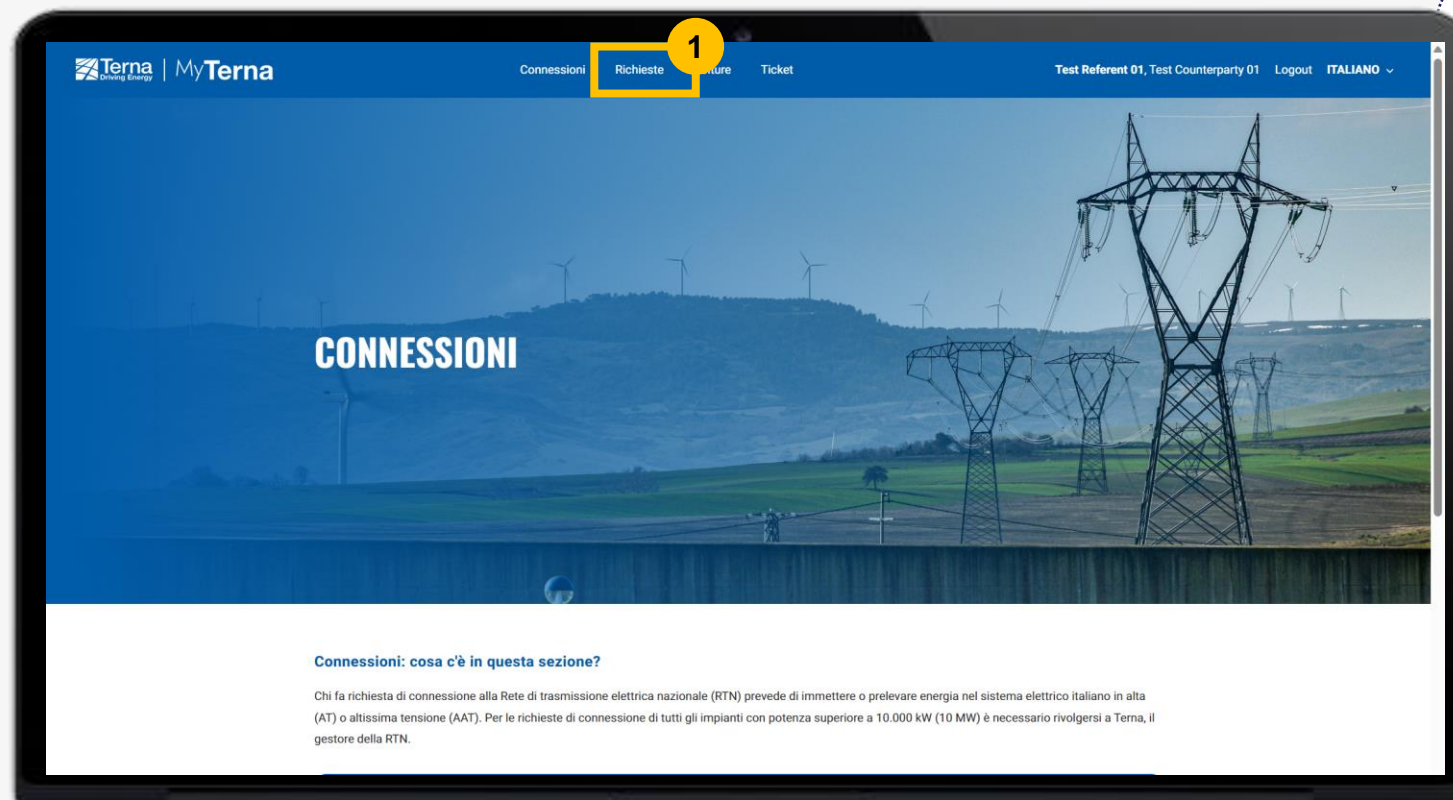 1
Terna
Driving Energy
MyTerna
Connessioni Richieste Ticket
Test Referent 01, Test Counterparty 01 Logout ITALIANO
CONNESSIONI
Connessioni: cosa c'è in questa sezione?
Chi fa richiesta di connessione alla Rete di trasmissione elettrica nazionale (RTN) prevede di immettere o prelevare energia nel sistema elettrico italiano in alta
(AT) o altissima tensione (AAT). Per le richieste di connessione di tutti gli impianti con potenza superiore a 10.000 kW (10 MW) è necessario rivolgersi a Terna, il
gestore della RTN.